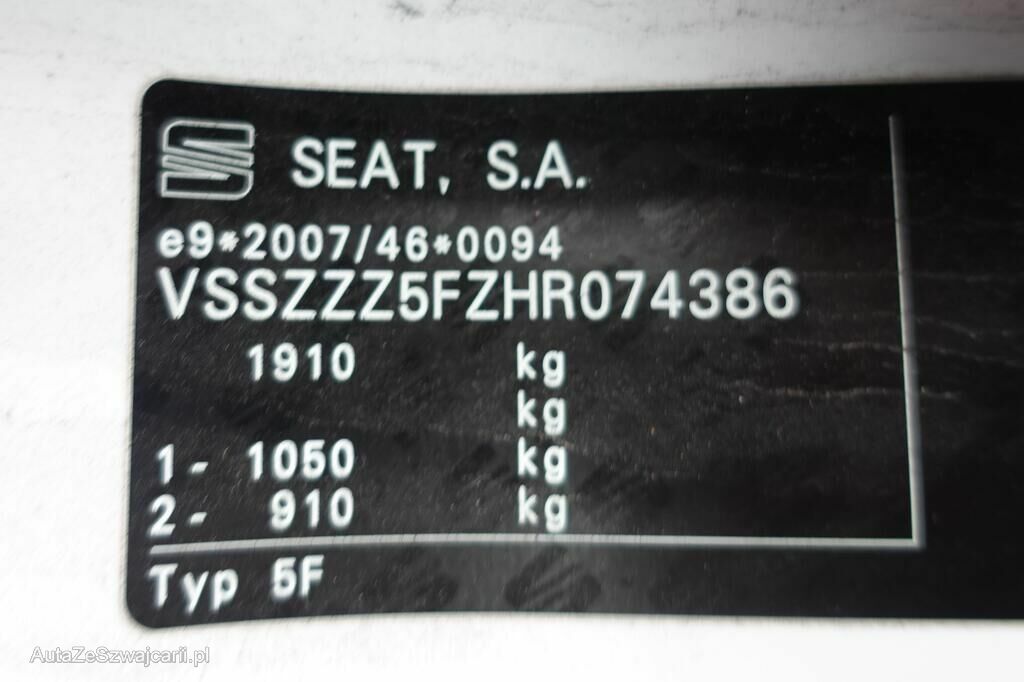 SEAT, S.A.
e9*2007/46*0094
VSSZZZ5FZHR074386
1910 kg
kg
1- 1050 kg
2- 910 kg
Typ 5F
AutaZeSzwajcarii.pl